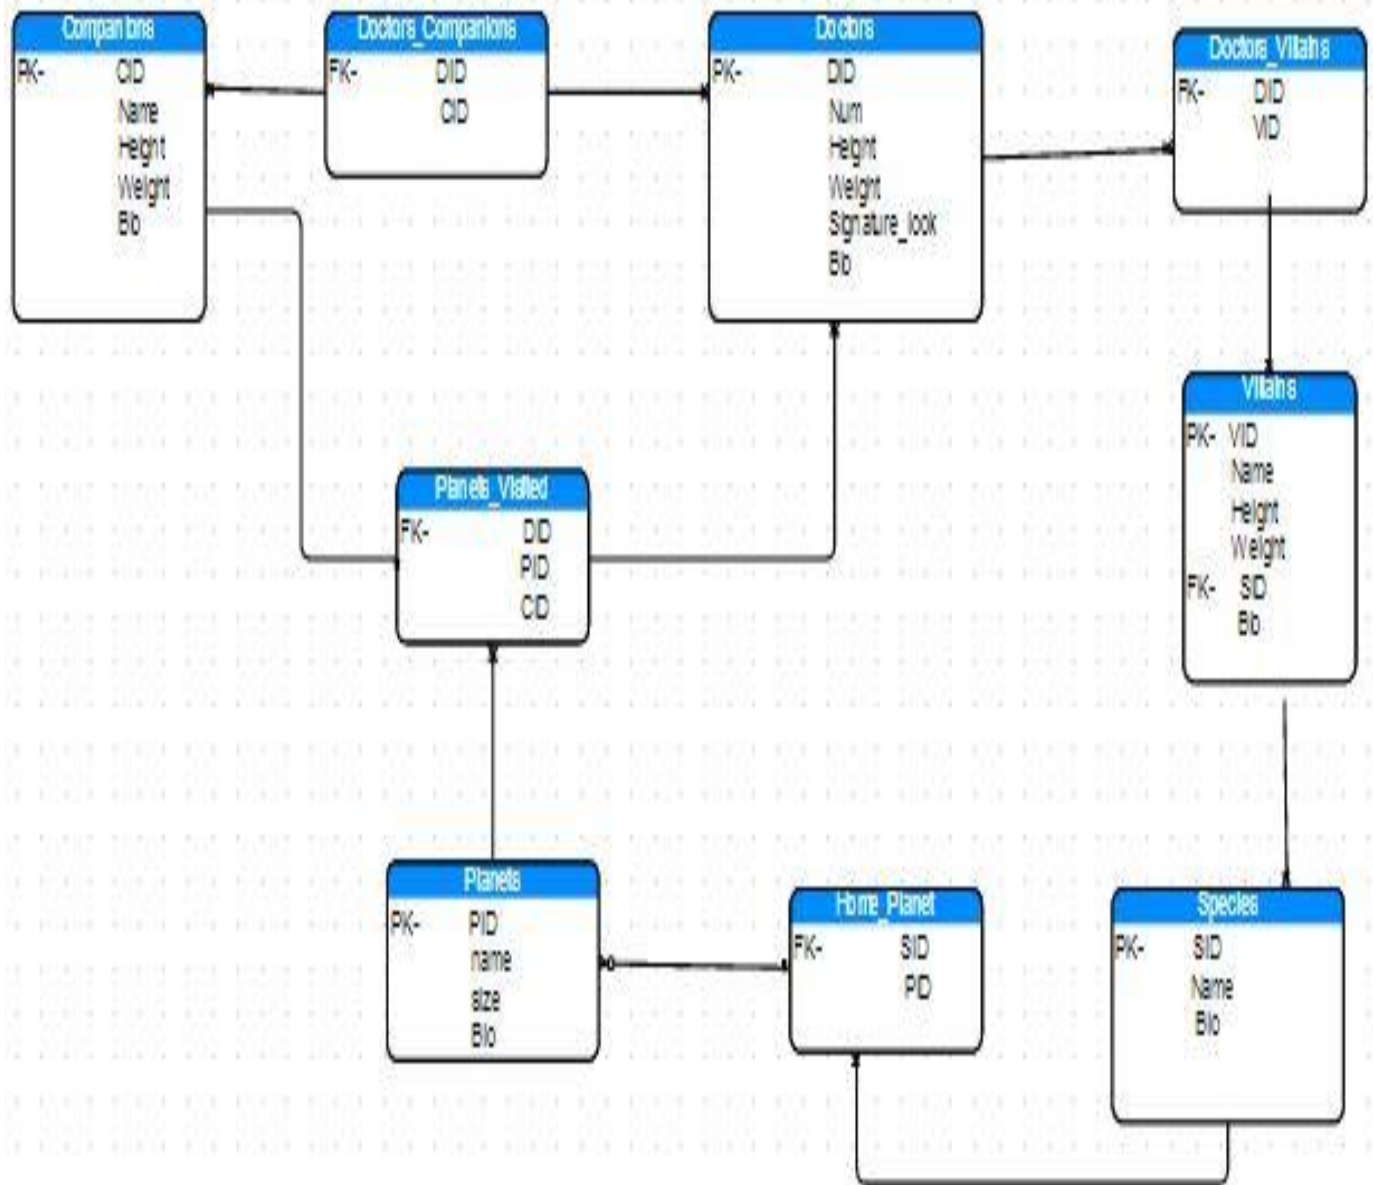 Companions
PK- CID
Name
Height
Weight
Bio
Doctors_Companions
FK- DID
CID
Doctors
PK- DID
Num
Height
Weight
Signature_look
Bio
Doctors_Villains
FK- DID
VID
Villains
PK- VID
Name
Height
Weight
FK- SID
Bio
Planets_Visited
FK- DID
PID
CID
Planets
PK- PID
name
size
Bio
Home_Planet
FK- SID
PID
Species
PK- SID
Name
Bio